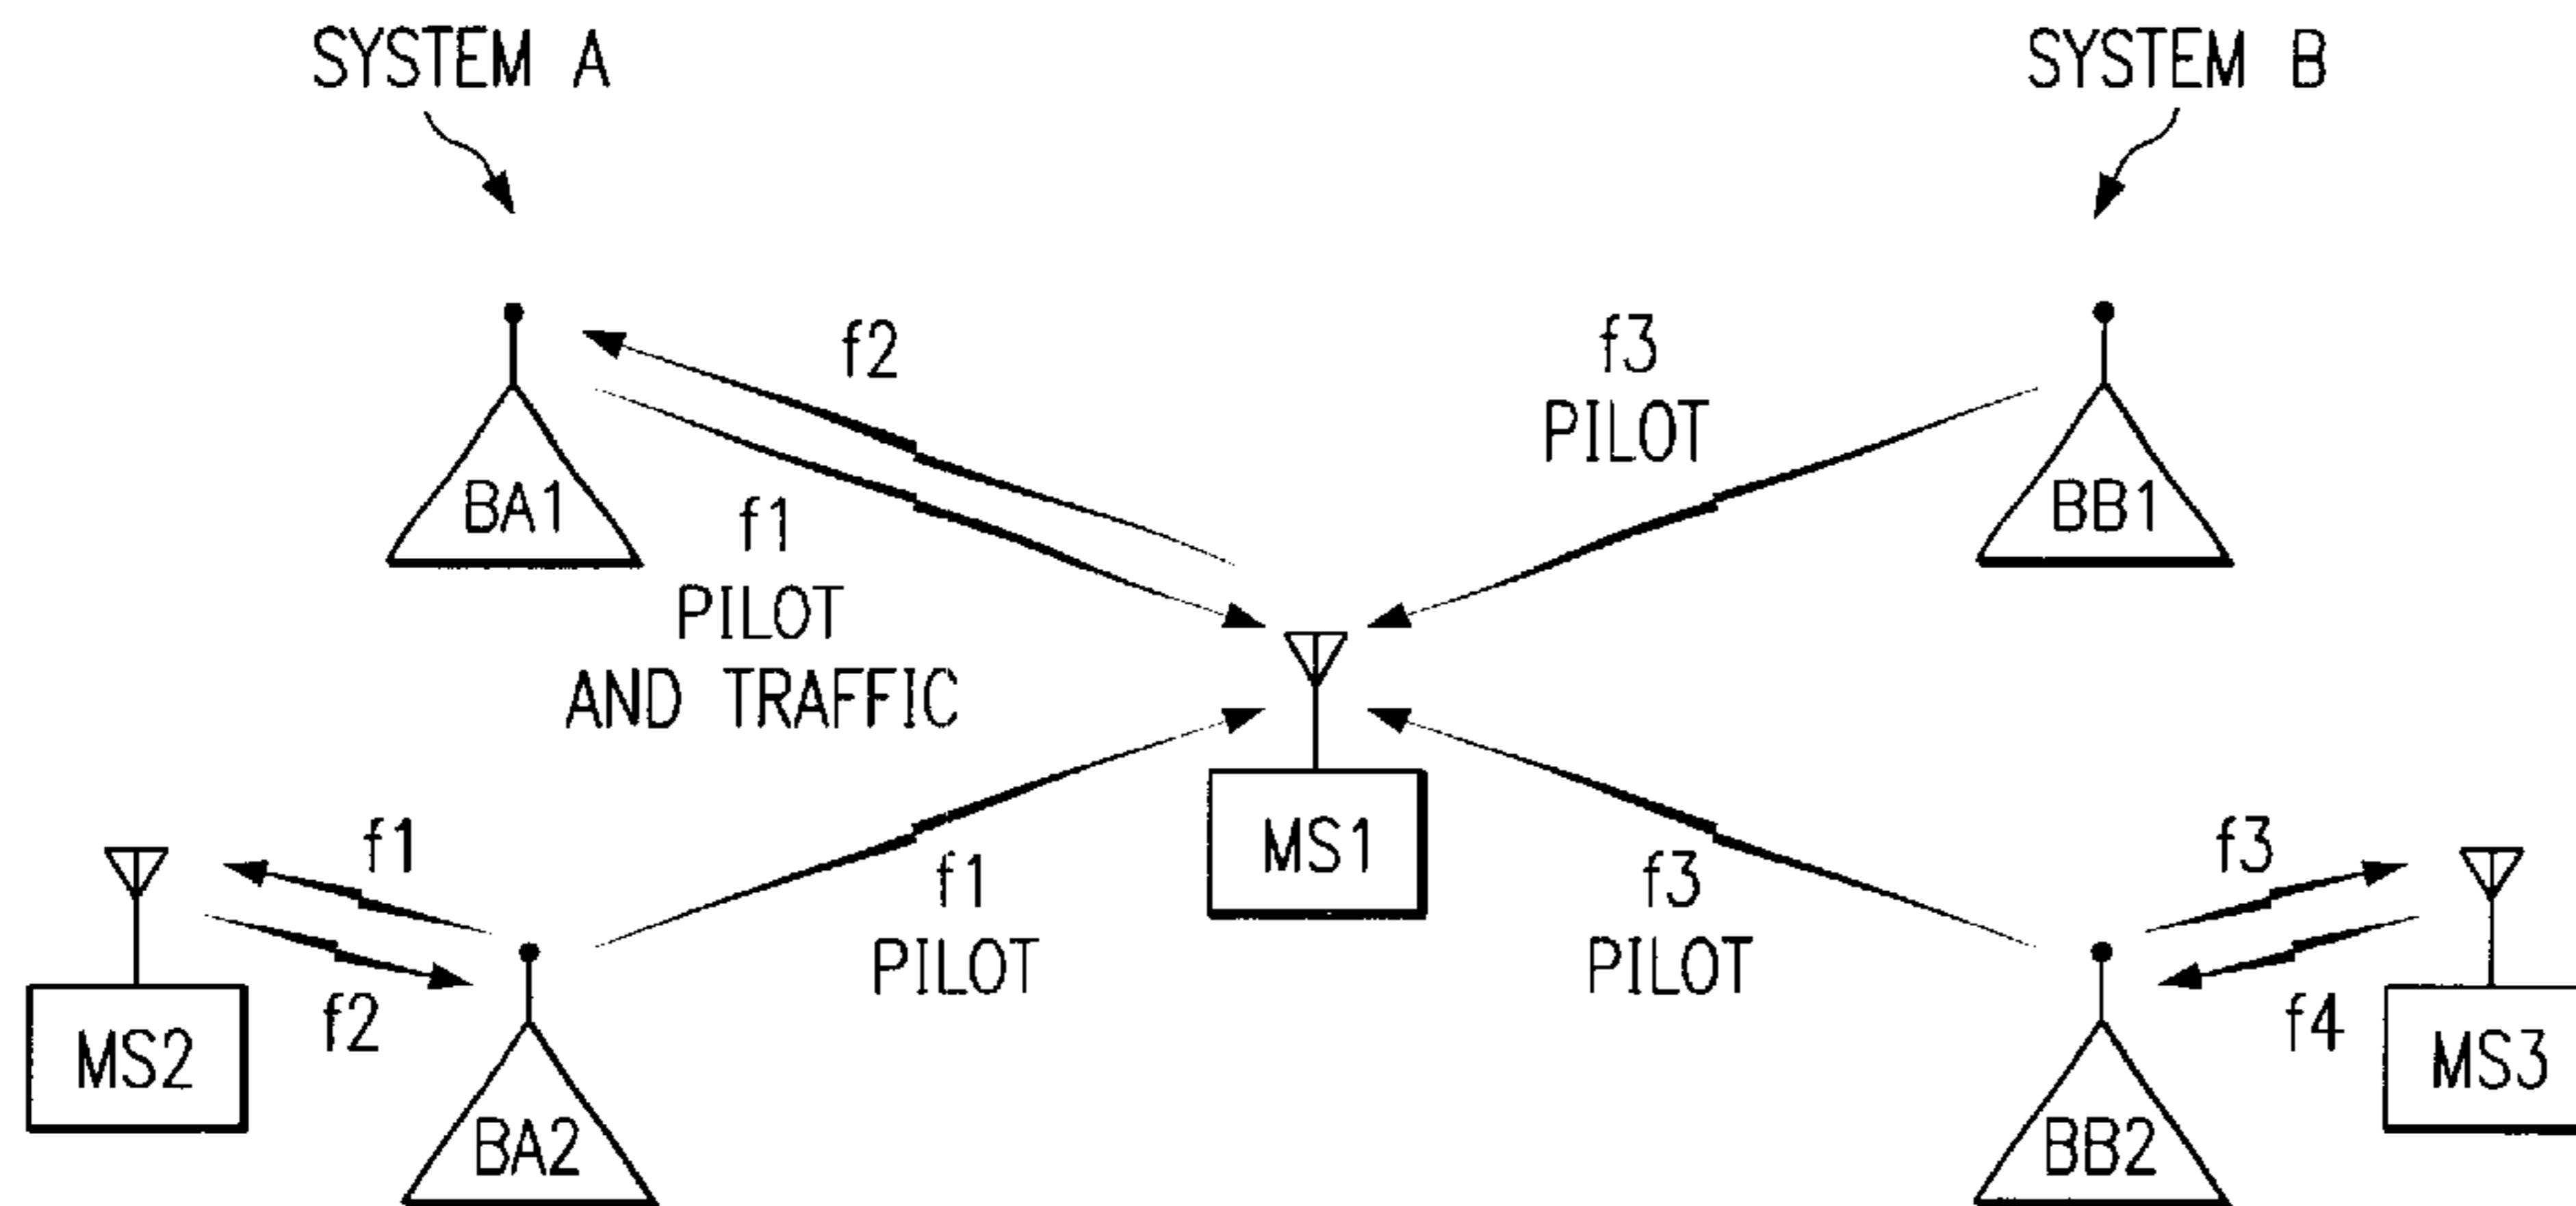 SYSTEM A
SYSTEM B
f2
f3
PILOT
BA1
BB1
f1
PILOT
AND TRAFFIC
MS1
f1
f3
f1
PILOT
f3
PILOT
f2
f4
MS2
MS3
BA2
BB2